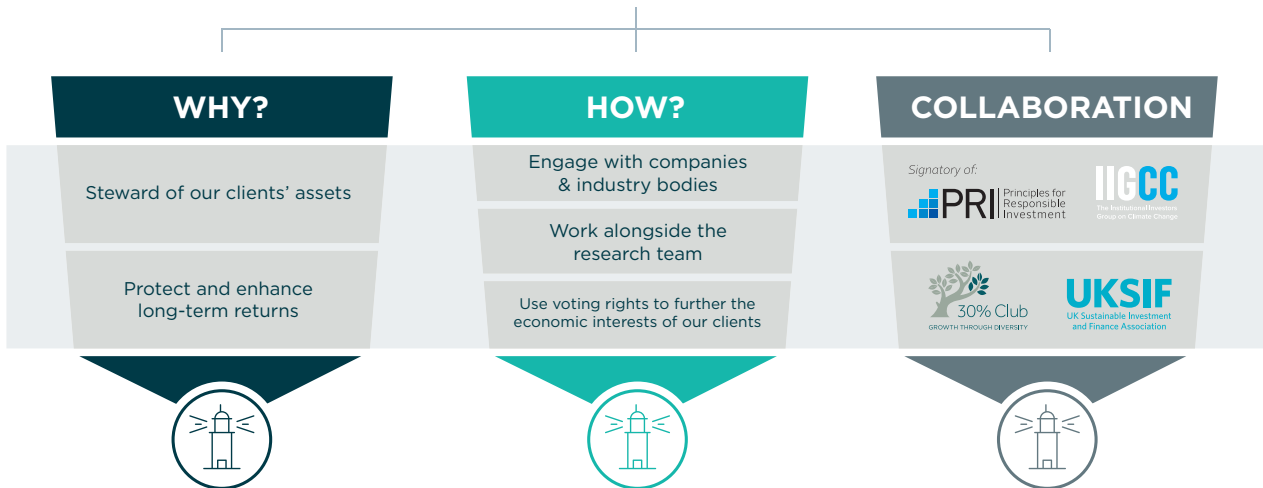 WHY?
Steward of our clients’ assets
Protect and enhance
long-term returns
HOW?
Engage with companies
& industry bodies
Work alongside the
research team
Use voting rights to further the
economic interests of our clients
COLLABORATION
Signatory of:
PRI
Principles for
Responsible
Investment
IIGCC
The Institutional Investors
Group on Climate Change
30% Club
GROWTH THROUGH DIVERSITY
UKSIF
UK Sustainable Investment
and Finance Association